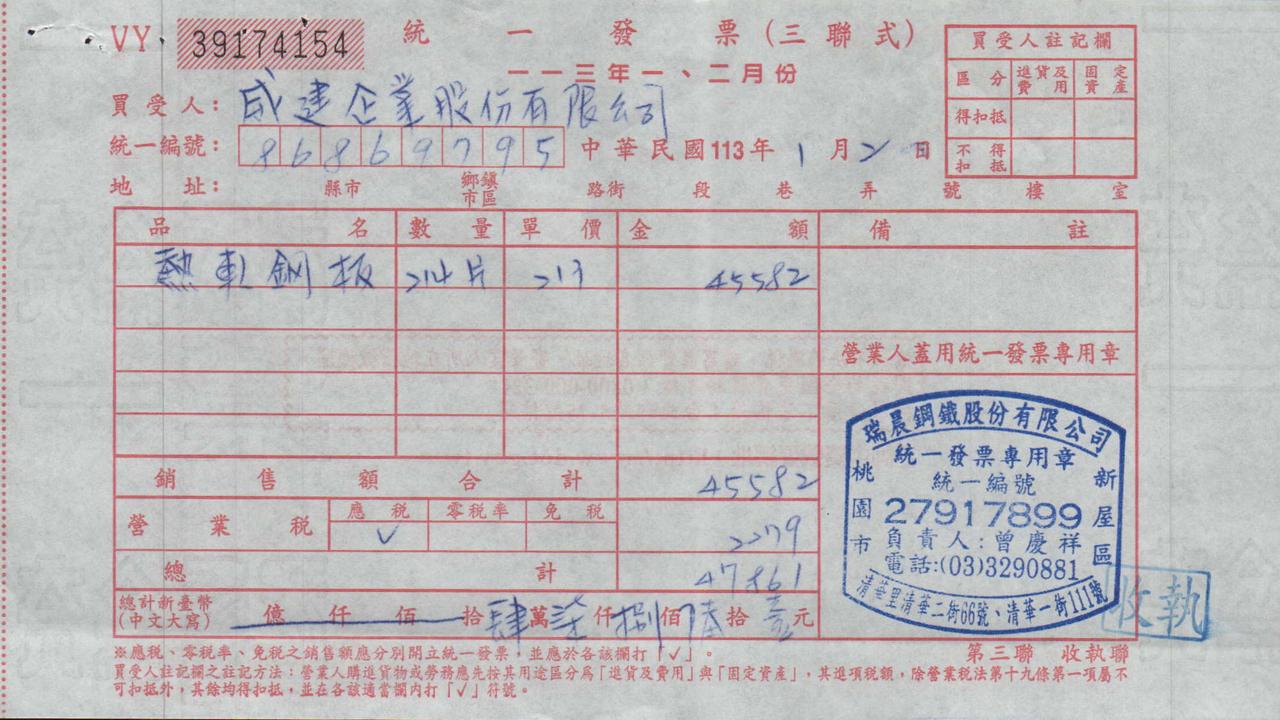 VY 39174154 統一發票(三聯式)
一一三年一、二月份
買受人註記欄
區分 進貨及費用 固定資產
得扣抵
不得扣抵
買受人: 成建企業股份有限公司
統一編號: 86869795 中華民國113年1月2日
地址: 縣市 鄉鎮市區 路街 段 巷 弄 號 樓 室
品名 數量 單價 金額 備註
熱軋鋼板 214片 213 45582
營業人蓋用統一發票專用章
銷售額合計 45582
營業稅 應稅 零稅率 免稅
✓ 2279
總計 47861
總計新臺幣(中文大寫) 億 仟 佰 拾肆萬柒仟捌佰陸拾壹元
瑞晨鋼鐵股份有限公司
統一發票專用章
統一編號
27917899
負責人:曾慶祥
電話:(03)3290881
桃園市
新屋區
清華里清華二街66號、清華一街111號
收執
※應稅、零稅率、免稅之銷售額應分別開立統一發票,並應於各該欄打「✓」。
第三聯 收執聯
買受人註記欄之註記方法:營業人購進貨物或勞務應先按其用途區分為「進貨及費用」與「固定資產」,其進項稅額,除營業稅法第十九條第一項屬不
可扣抵外,其餘均得扣抵,並在各該適當欄內打「✓」符號。